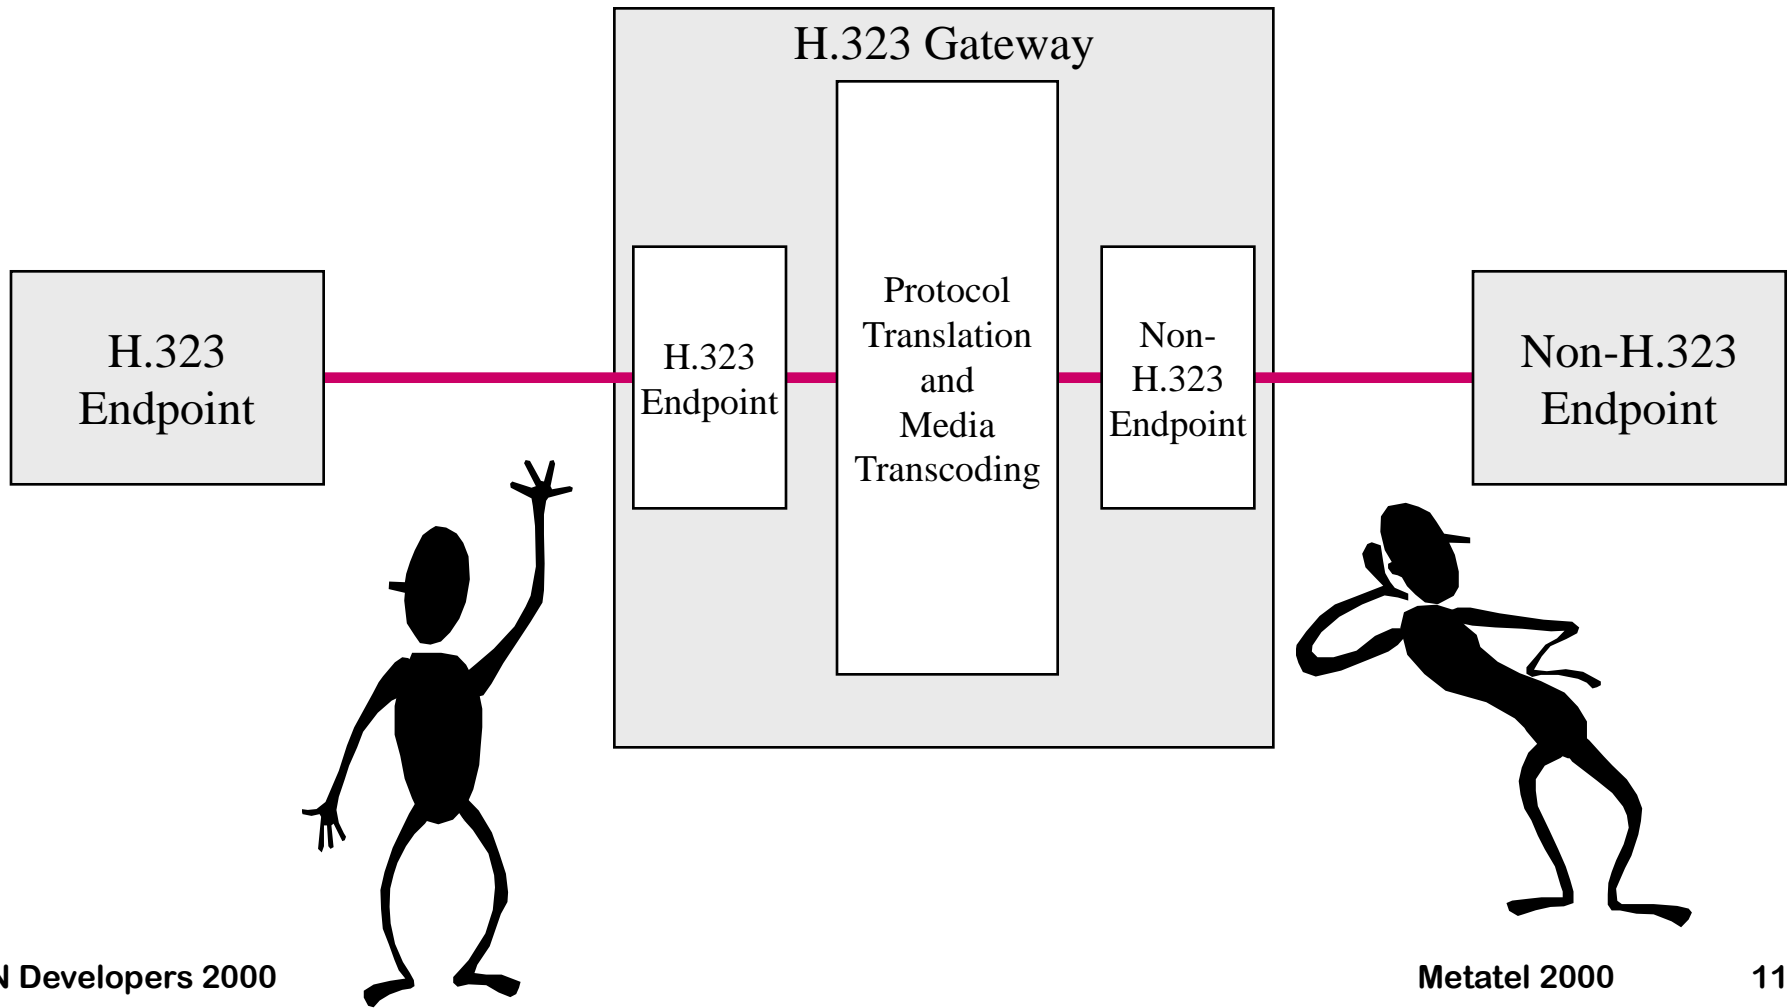 H.323 Gateway
H.323
Endpoint
H.323
Endpoint
Protocol
Translation
and
Media
Transcoding
Non-
H.323
Endpoint
Non-H.323
Endpoint
Developers 2000
Metatel 2000
11